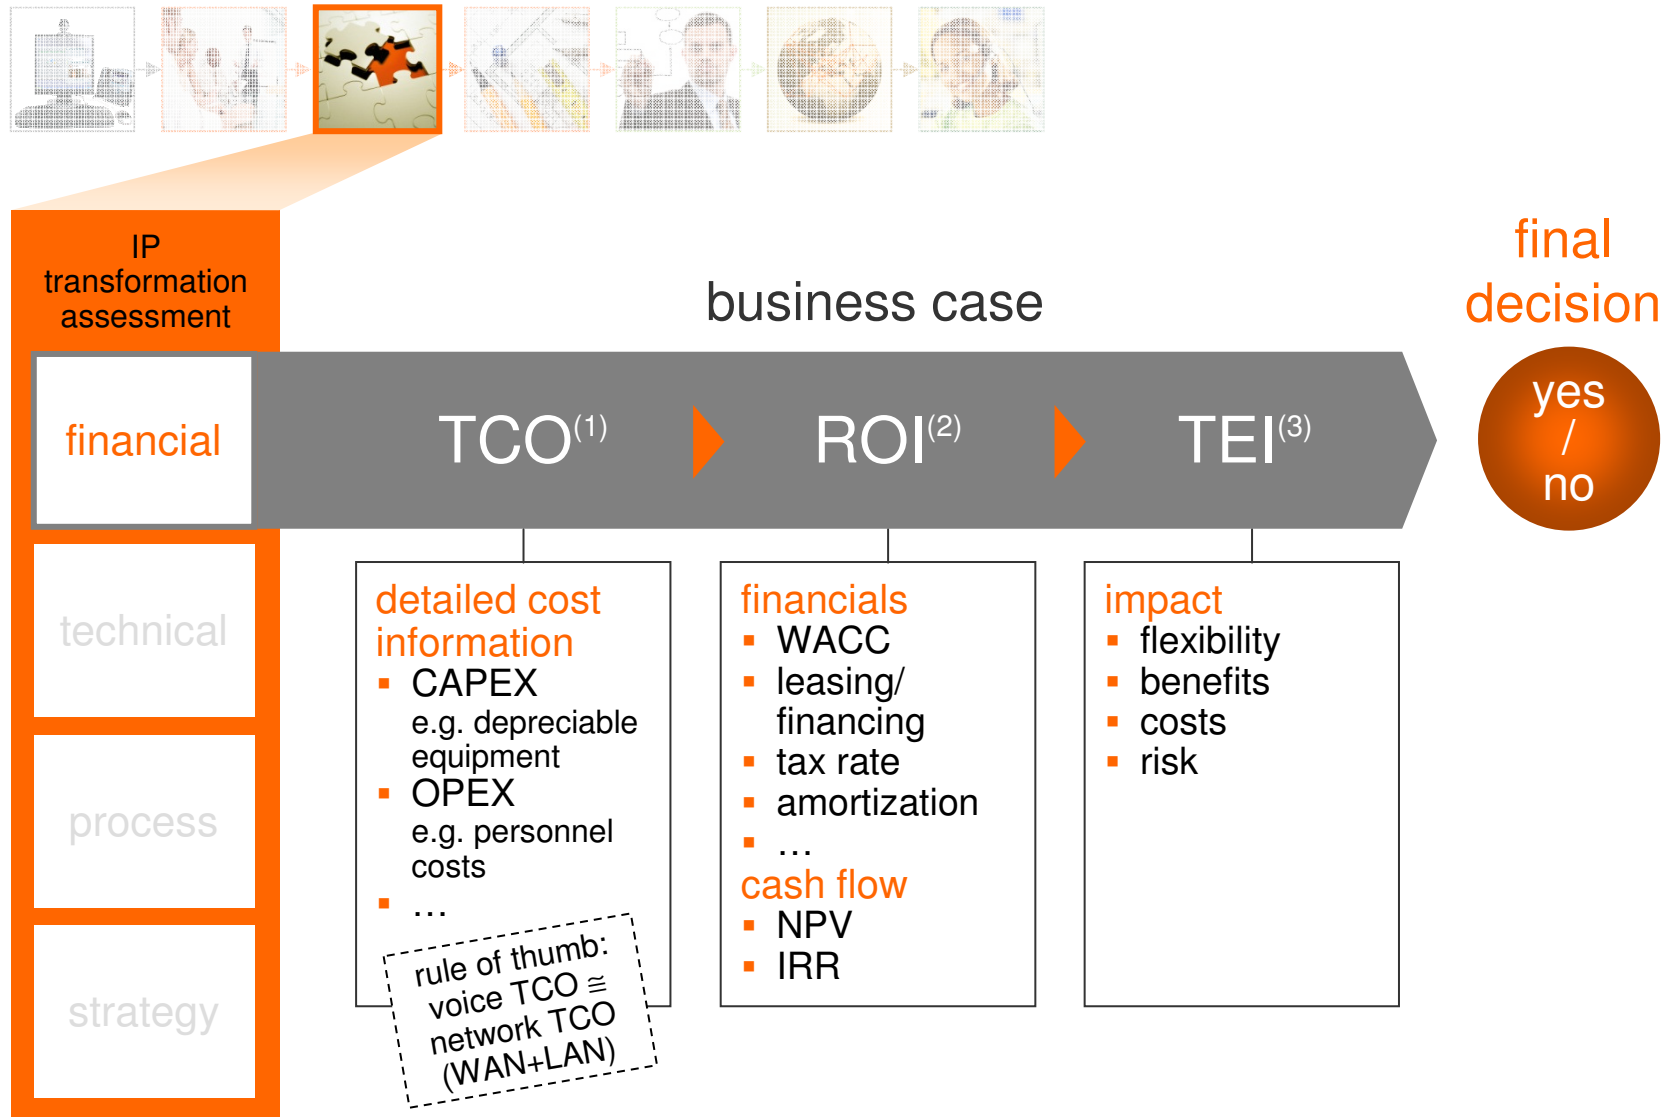 IP
transformation
assessment
business case
final
decision
financial
TCO(1)
ROI(2)
TEI(3)
yes
/
no
technical
process
strategy
detailed cost
information
▪ CAPEX
e.g. depreciable
equipment
▪ OPEX
e.g. personnel
costs
▪ …
rule of thumb:
voice TCO ≅
network TCO
(WAN+LAN)
financials
▪ WACC
▪ leasing/
financing
▪ tax rate
▪ amortization
▪ …
cash flow
▪ NPV
▪ IRR
impact
▪ flexibility
▪ benefits
▪ costs
▪ risk